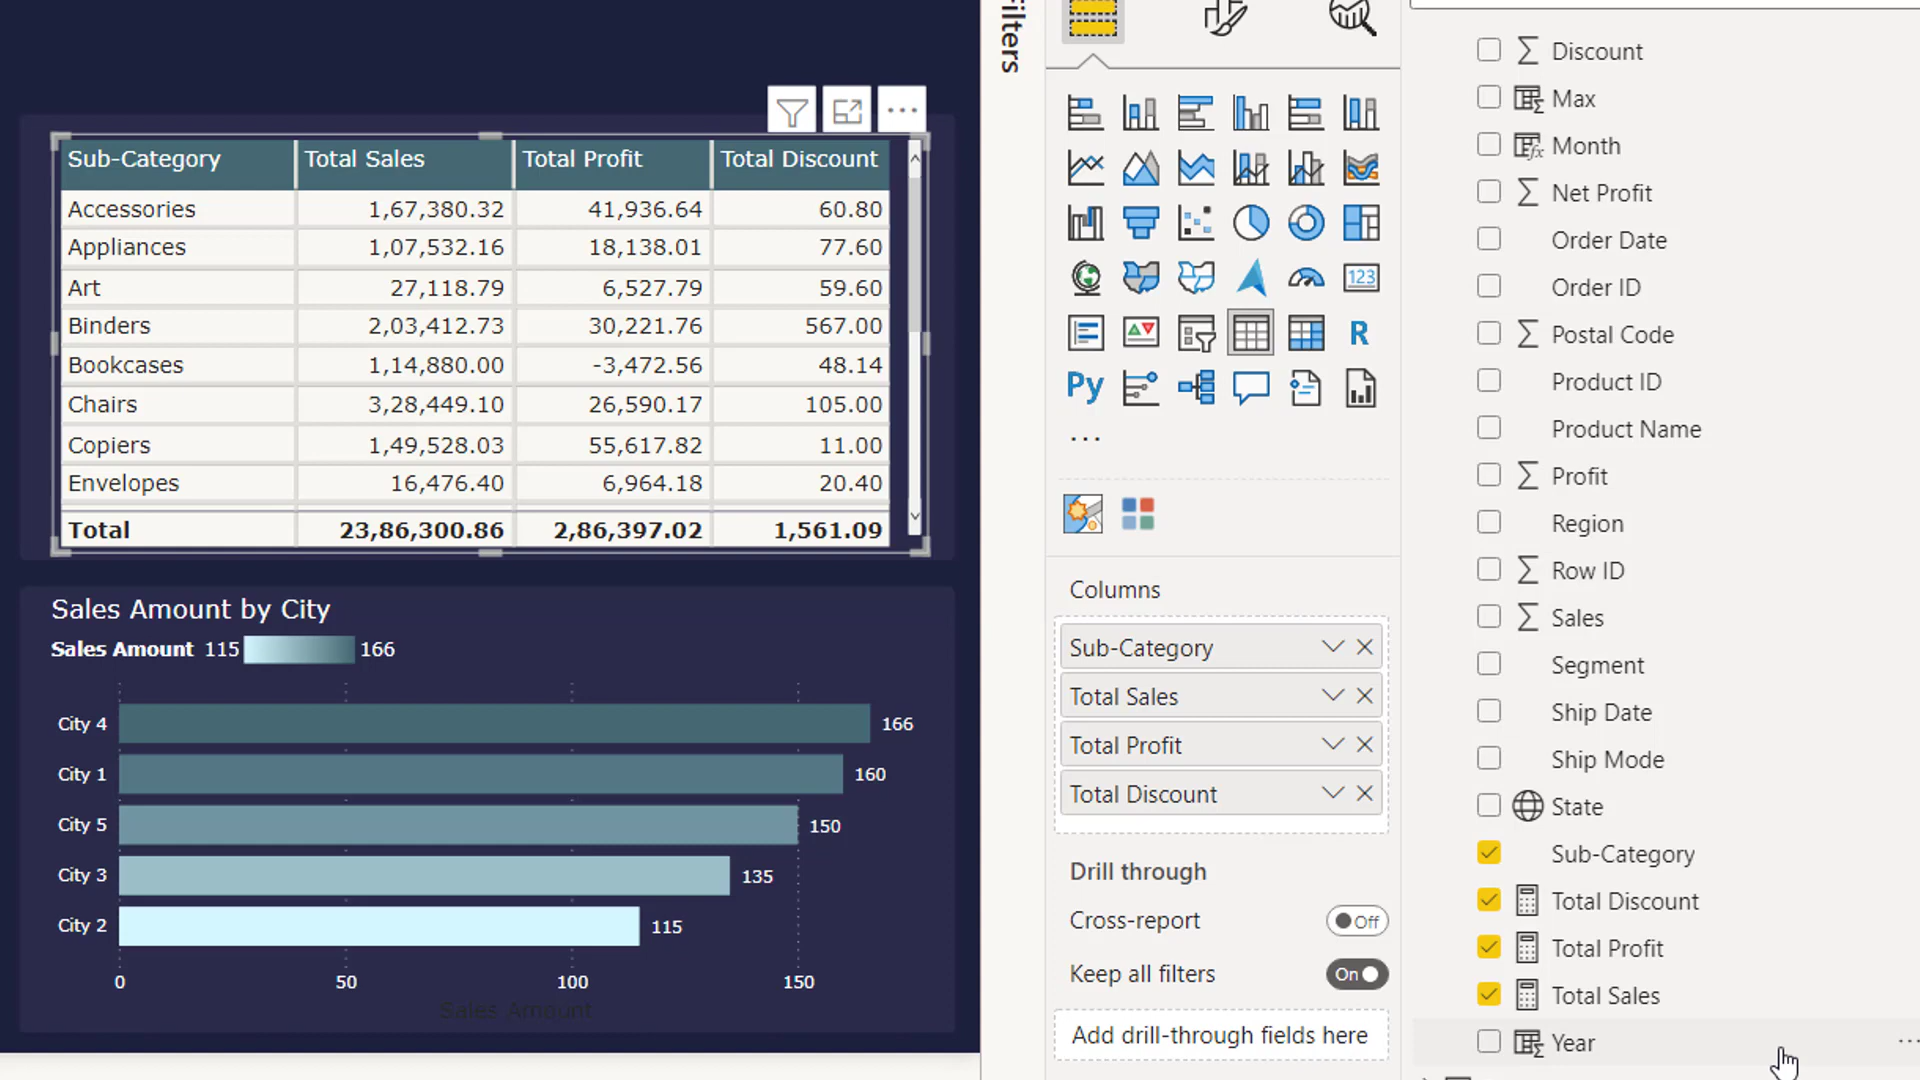 Filters
Sub-Category Total Sales Total Profit Total Discount
Accessories 1,67,380.32 41,936.64 60.80
Appliances 1,07,532.16 18,138.01 77.60
Art 27,118.79 6,527.79 59.60
Binders 2,03,412.73 30,221.76 567.00
Bookcases 1,14,880.00 -3,472.56 48.14
Chairs 3,28,449.10 26,590.17 105.00
Copiers 1,49,528.03 55,617.82 11.00
Envelopes 16,476.40 6,964.18 20.40
Total 23,86,300.86 2,86,397.02 1,561.09
Sales Amount by City
Sales Amount 115 166
City 4 166
City 1 160
City 5 150
City 3 135
City 2 115
0 50 100 150
Sales Amount
123
R
Py
...
Columns
Sub-Category
Total Sales
Total Profit
Total Discount
Drill through
Cross-report Off
Keep all filters On
Add drill-through fields here
Discount
Max
Month
Net Profit
Order Date
Order ID
Postal Code
Product ID
Product Name
Profit
Region
Row ID
Sales
Segment
Ship Date
Ship Mode
State
Sub-Category
Total Discount
Total Profit
Total Sales
Year